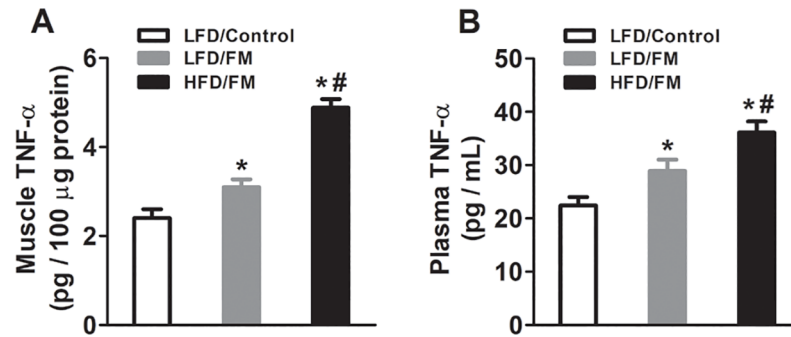 A
LFD/Control
LFD/FM
HFD/FM
Muscle TNF-α
(pg / 100 μg protein)
6
4
2
0
*
*#
B
LFD/Control
LFD/FM
HFD/FM
Plasma TNF-α
(pg / mL)
50
40
30
20
10
0
*
*#